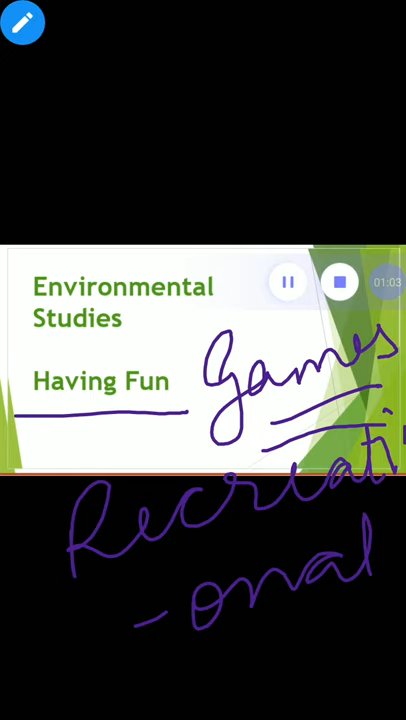 Environmental
Studies
01:03
Having Fun
Games
Recreati
-onal